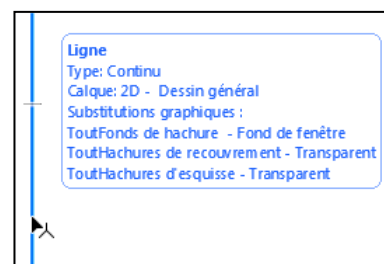 Ligne
Type: Continu
Calque: 2D - Dessin général
Substitutions graphiques :
ToutFonds de hachure - Fond de fenêtre
ToutHachures de recouvrement - Transparent
ToutHachures d'esquisse - Transparent